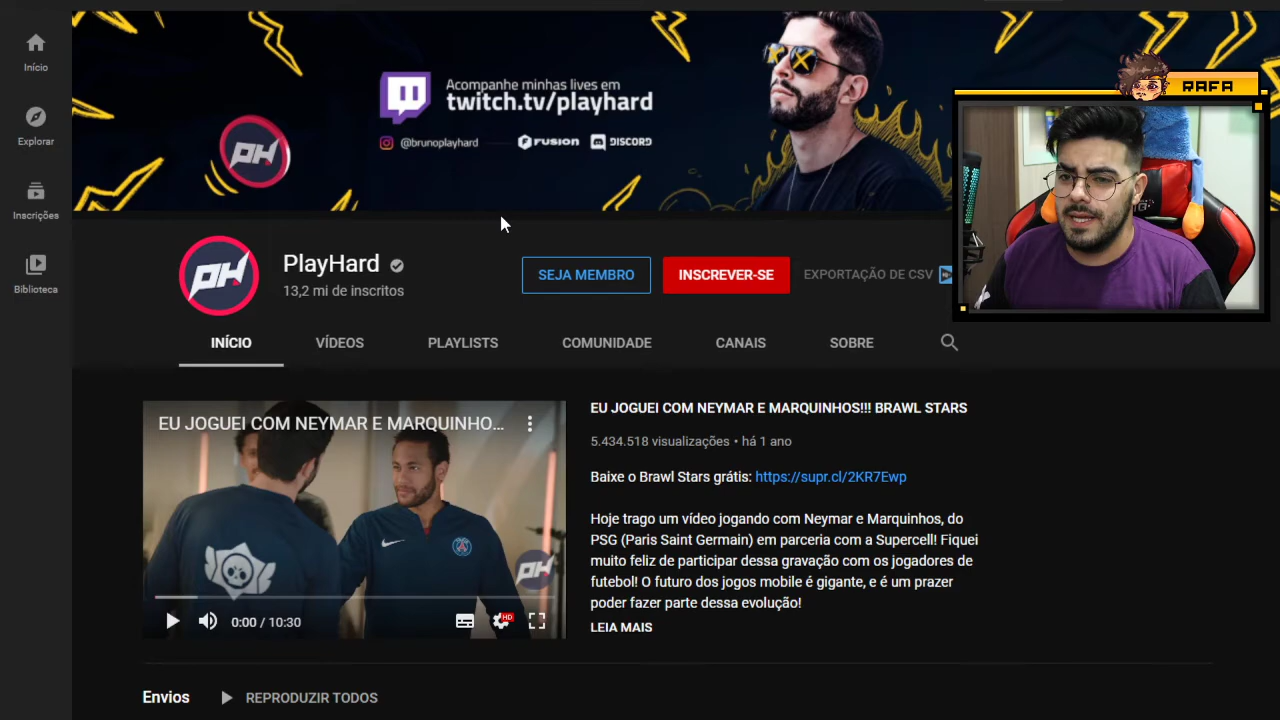 Início
Explorar
Inscrições
Biblioteca
Acompanhe minhas lives em
twitch.tv/playhard
@brunoplayhard FUSION DISCORD
PH
RAFA
PH
PlayHard
13,2 mi de inscritos
SEJA MEMBRO
INSCREVER-SE
EXPORTAÇÃO DE CSV
INÍCIO VÍDEOS PLAYLISTS COMUNIDADE CANAIS SOBRE
EU JOGUEI COM NEYMAR E MARQUINHO...
PH
0:00 / 10:30
HD
EU JOGUEI COM NEYMAR E MARQUINHOS!!! BRAWL STARS
5.434.518 visualizações • há 1 ano
Baixe o Brawl Stars grátis: https://supr.cl/2KR7Ewp
Hoje trago um vídeo jogando com Neymar e Marquinhos, do
PSG (Paris Saint Germain) em parceria com a Supercell! Fiquei
muito feliz de participar dessa gravação com os jogadores de
futebol! O futuro dos jogos mobile é gigante, e é um prazer
poder fazer parte dessa evolução!
LEIA MAIS
Envios
REPRODUZIR TODOS